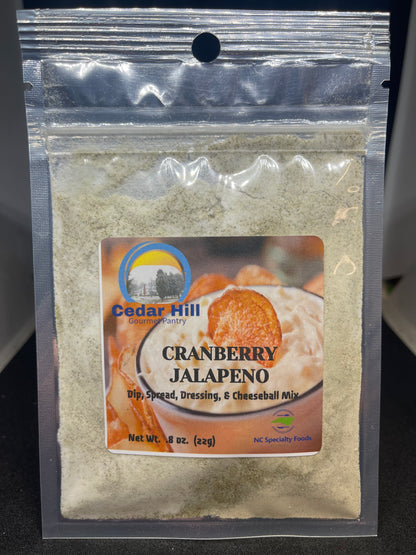 Cedar Hill
Gourmet Pantry
CRANBERRY
JALAPENO
Dip, Spread, Dressing, & Cheeseball Mix
Net Wt. .8 oz. (22g)
NC Specialty Foods